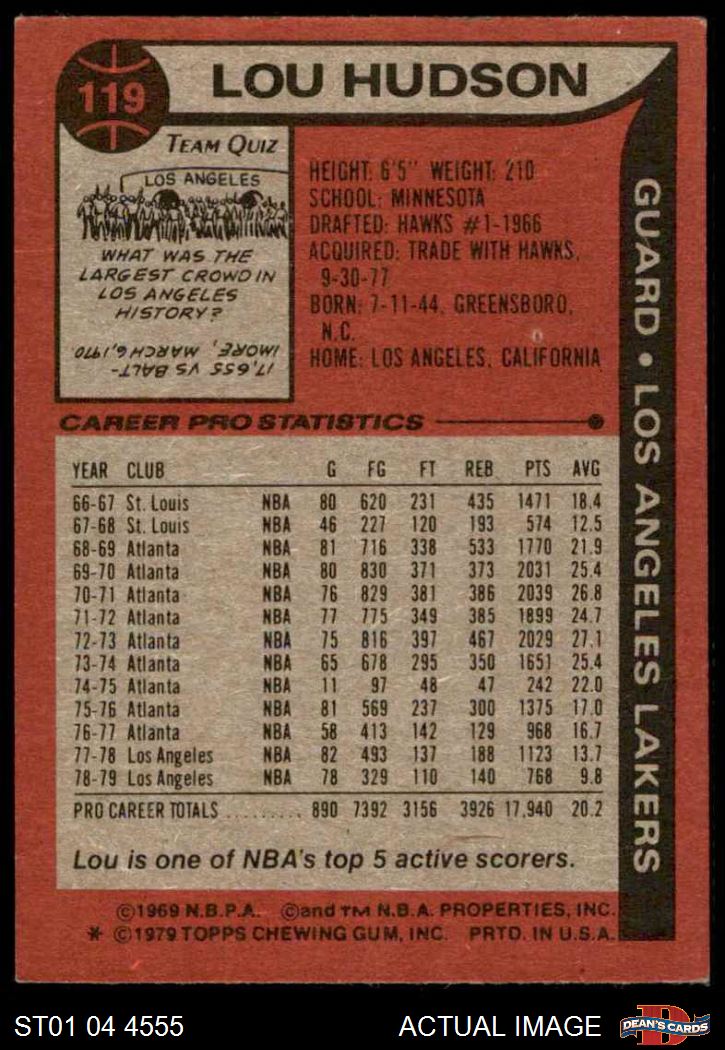 119
LOU HUDSON
TEAM QUIZ
LOS ANGELES
WHAT WAS THE
LARGEST CROWD IN
LOS ANGELES
HISTORY?
17,655 VS BALT-
IMORE, MARCH 6, 1970
HEIGHT: 6'5" WEIGHT: 210
SCHOOL: MINNESOTA
DRAFTED: HAWKS #1-1966
ACQUIRED: TRADE WITH HAWKS,
9-30-77
BORN: 7-11-44, GREENSBORO,
N.C.
HOME: LOS ANGELES, CALIFORNIA
GUARD • LOS ANGELES LAKERS
CAREER PRO STATISTICS
YEAR CLUB G FG FT REB PTS AVG
66-67 St. Louis NBA 80 620 231 435 1471 18.4
67-68 St. Louis NBA 46 227 120 193 574 12.5
68-69 Atlanta NBA 81 716 338 533 1770 21.9
69-70 Atlanta NBA 80 830 371 373 2031 25.4
70-71 Atlanta NBA 76 829 381 386 2039 26.8
71-72 Atlanta NBA 77 775 349 385 1899 24.7
72-73 Atlanta NBA 75 816 397 467 2029 27.1
73-74 Atlanta NBA 65 678 295 350 1651 25.4
74-75 Atlanta NBA 11 97 48 47 242 22.0
75-76 Atlanta NBA 81 569 237 300 1375 17.0
76-77 Atlanta NBA 58 413 142 129 968 16.7
77-78 Los Angeles NBA 82 493 137 188 1123 13.7
78-79 Los Angeles NBA 78 329 110 140 768 9.8
PRO CAREER TOTALS .......... 890 7392 3156 3926 17,940 20.2
Lou is one of NBA's top 5 active scorers.
©1969 N.B.P.A. ©and TM N.B.A. PROPERTIES, INC.
* ©1979 TOPPS CHEWING GUM, INC. PRTD. IN U.S.A.
ST01 04 4555
ACTUAL IMAGE
D
DEAN'S CARDS